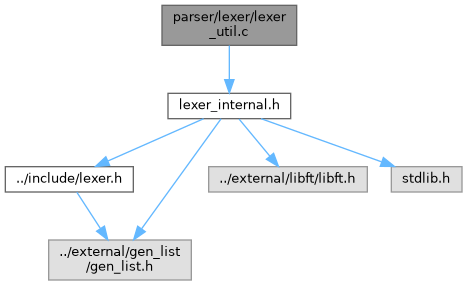 parser/lexer/lexer
_util.c
lexer_internal.h
../include/lexer.h
../external/libft/libft.h
stdlib.h
../external/gen_list
/gen_list.h